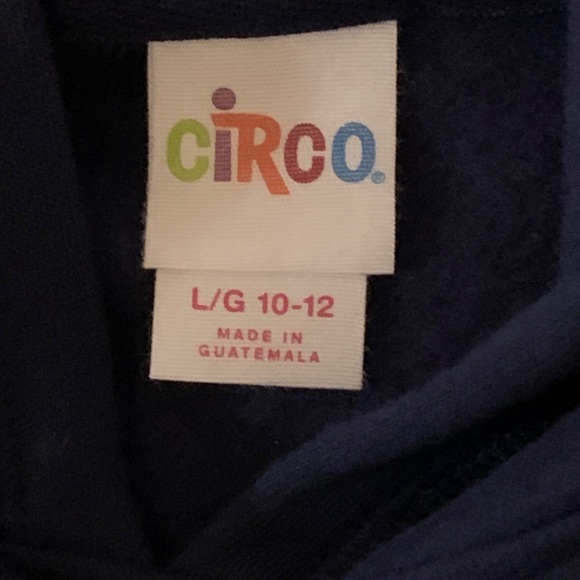 CiRCO®
L/G 10-12
MADE IN
GUATEMALA